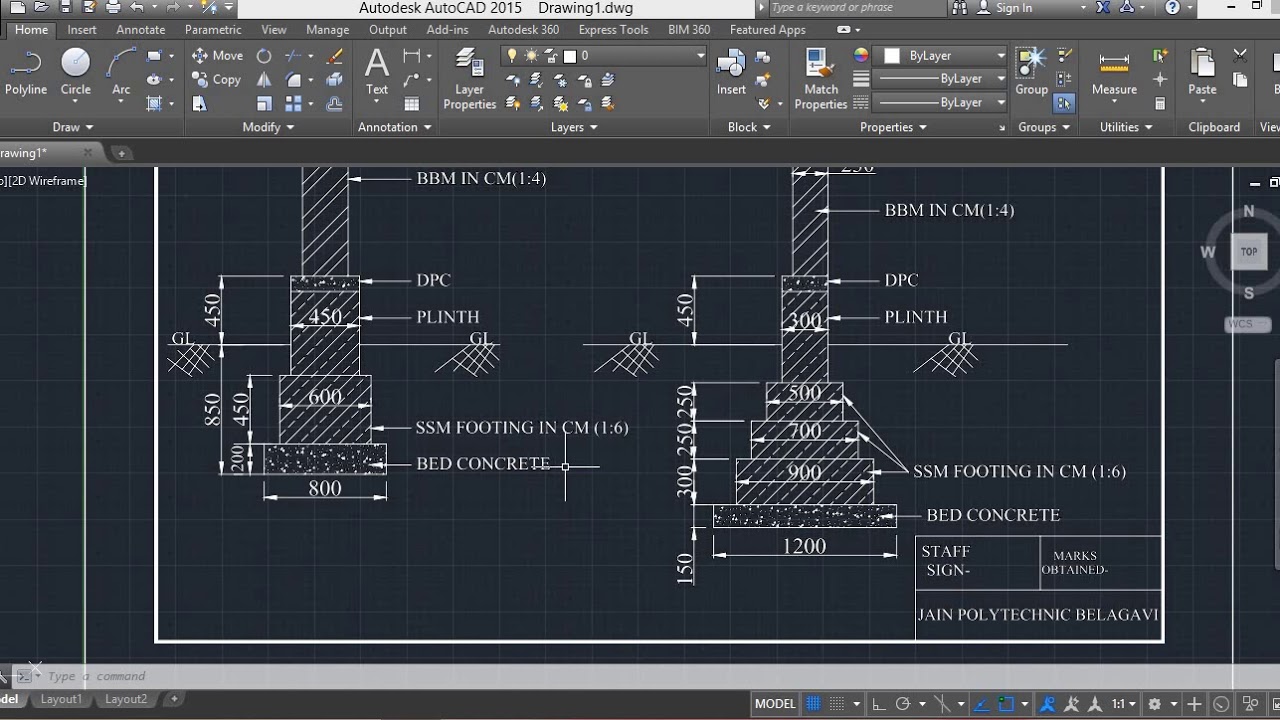 Autodesk AutoCAD 2015 Drawing1.dwg
Type a keyword or phrase
Sign In
Home Insert Annotate Parametric View Manage Output Add-ins Autodesk 360 Express Tools BIM 360 Featured Apps
Polyline Circle Arc
Move
Copy
Text
Layer Properties
0
Insert
Match Properties
ByLayer
ByLayer
ByLayer
Group
Measure
Paste
Draw Modify Annotation Layers Block Properties Groups Utilities Clipboard
rawing1*
][2D Wireframe]
BBM IN CM(1:4)
DPC
450
450
PLINTH
GL
GL
850
450
600
SSM FOOTING IN CM (1:6)
200
BED CONCRETE
800
250
BBM IN CM(1:4)
DPC
450
300
PLINTH
GL
GL
250
500
250
700
300
900
SSM FOOTING IN CM (1:6)
BED CONCRETE
1200
150
STAFF
SIGN-
MARKS
OBTAINED-
JAIN POLYTECHNIC BELAGAVI
N
W
TOP
S
WCS
Type a command
Layout1 Layout2
MODEL
1:1